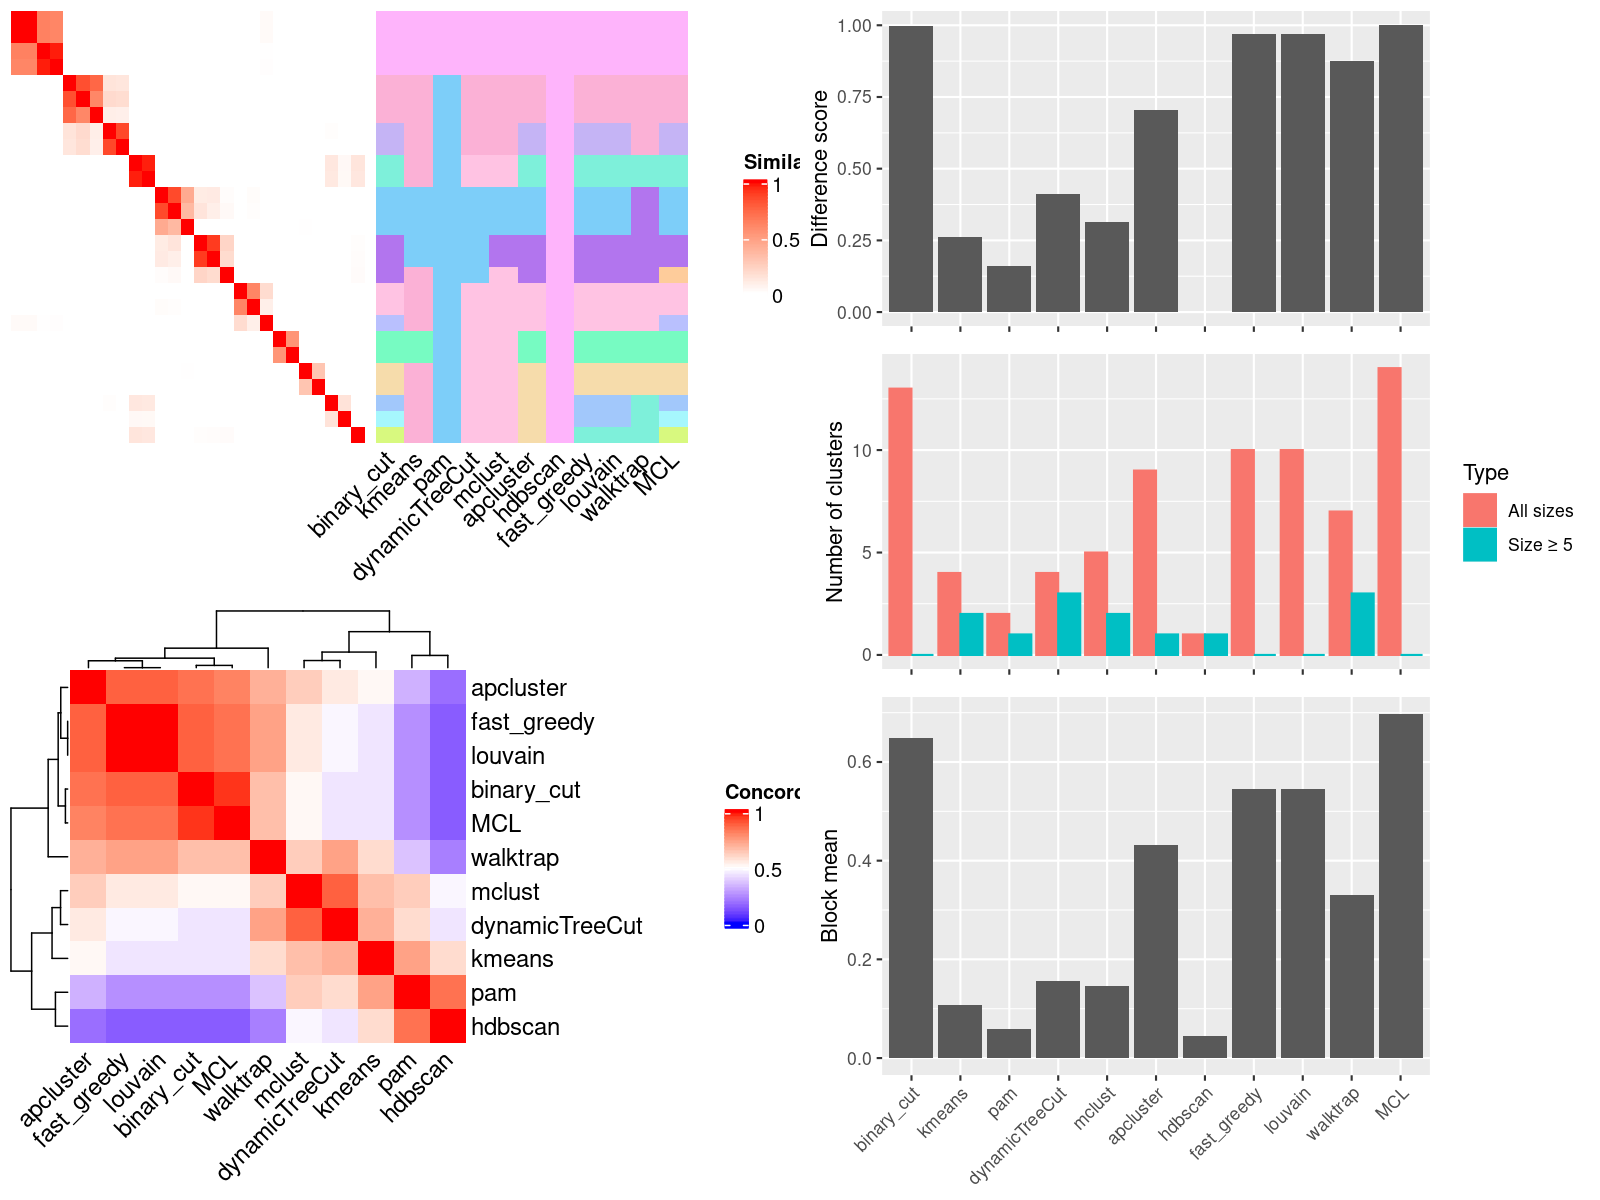 Simila
1
0.5
0
binary_cut
kmeans
pam
dynamicTreeCut
mclust
apcluster
hdbscan
fast_greedy
louvain
walktrap
MCL
apcluster
fast_greedy
louvain
binary_cut
MCL
walktrap
mclust
dynamicTreeCut
kmeans
pam
hdbscan
apcluster
fast_greedy
louvain
binary_cut
MCL
walktrap
mclust
dynamicTreeCut
kmeans
pam
hdbscan
Concord
1
0.5
0
Difference score
1.00
0.75
0.50
0.25
0.00
Number of clusters
10
5
0
Type
All sizes
Size ≥ 5
Block mean
0.6
0.4
0.2
0.0
binary_cut
kmeans
pam
dynamicTreeCut
mclust
apcluster
hdbscan
fast_greedy
louvain
walktrap
MCL